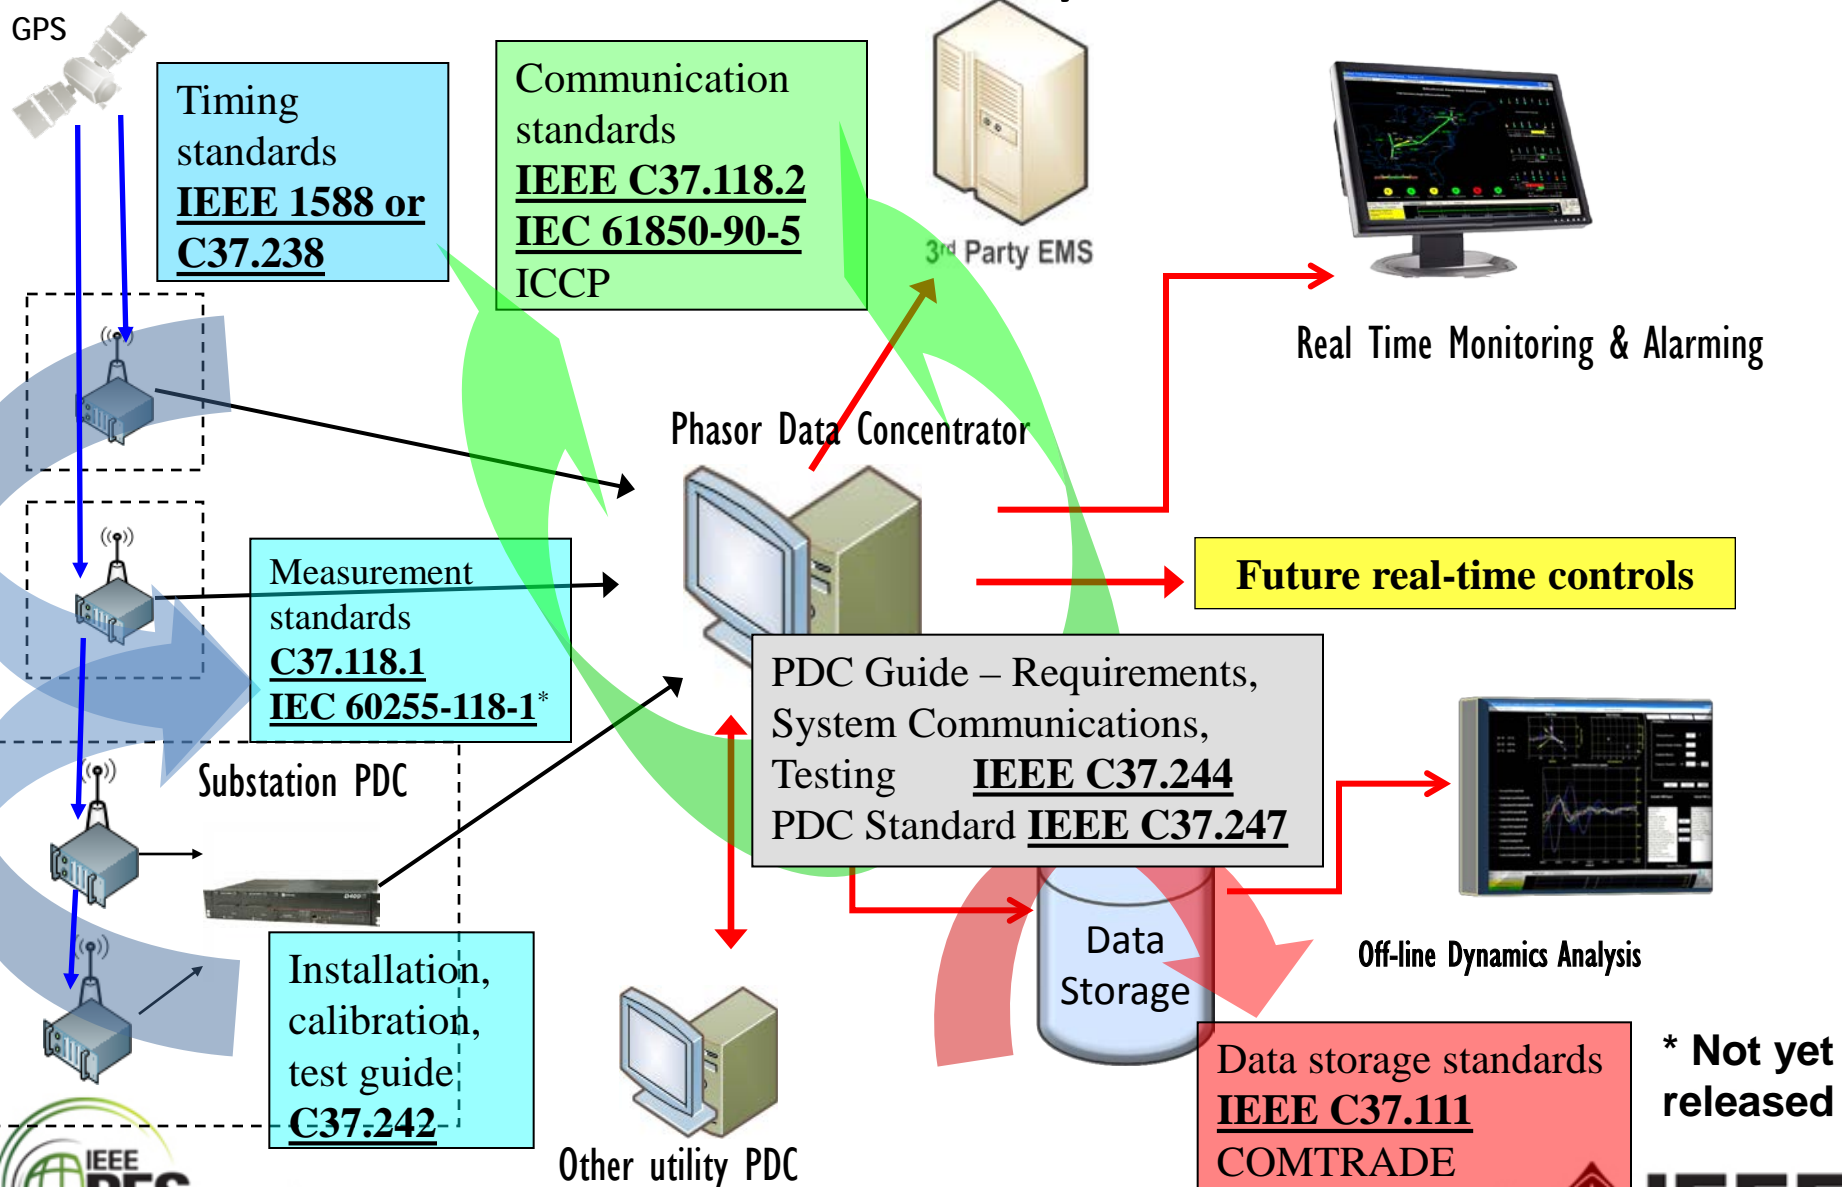 GPS
Timing
standards
IEEE 1588 or
C37.238
Communication
standards
IEEE C37.118.2
IEC 61850-90-5
ICCP
3rd Party EMS
Real Time Monitoring & Alarming
Phasor Data Concentrator
Measurement
standards
C37.118.1
IEC 60255-118-1*
Future real-time controls
PDC Guide – Requirements,
System Communications,
Testing IEEE C37.244
PDC Standard IEEE C37.247
Substation PDC
D400
Installation,
calibration,
test guide
C37.242
Data
Storage
Off-line Dynamics Analysis
Data storage standards
IEEE C37.111
COMTRADE
* Not yet
released
Other utility PDC
IEEE
PES
IEEE